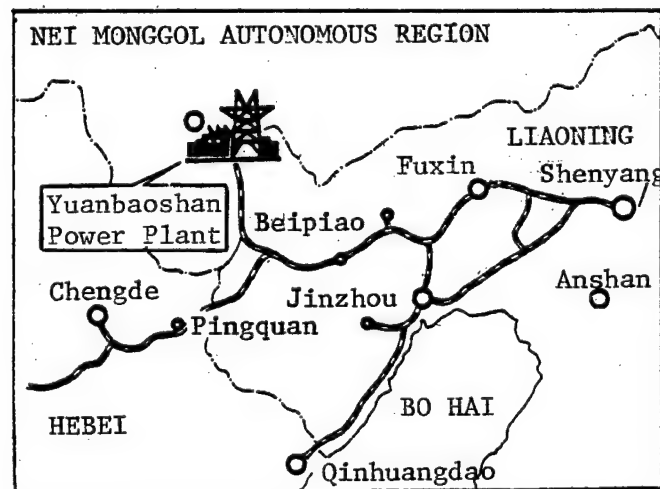 NEI MONGGOL AUTONOMOUS REGION
LIAONING
Fuxin
Shenyang
Yuanbaoshan
Power Plant
Beipiao
Chengde
Jinzhou
Anshan
Pingquan
BO HAI
HEBEI
Qinhuangdao